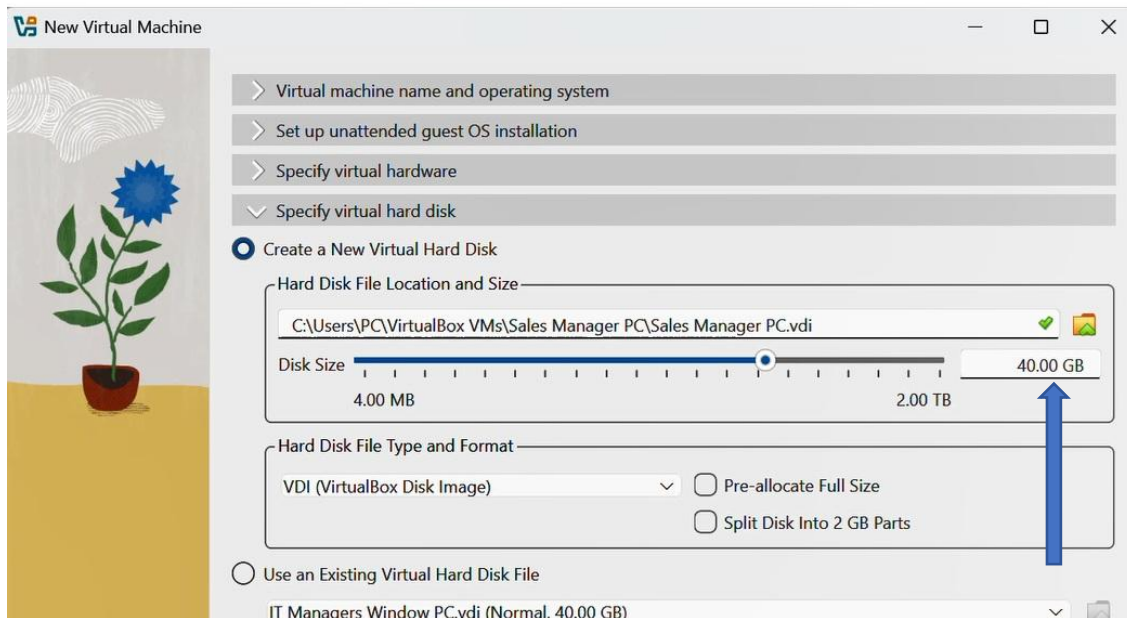 New Virtual Machine
Virtual machine name and operating system
Set up unattended guest OS installation
Specify virtual hardware
Specify virtual hard disk
Create a New Virtual Hard Disk
Hard Disk File Location and Size
C:\Users\PC\VirtualBox VMs\Sales Manager PC\Sales Manager PC.vdi
Disk Size 40.00 GB
4.00 MB 2.00 TB
Hard Disk File Type and Format
VDI (VirtualBox Disk Image) Pre-allocate Full Size
Split Disk Into 2 GB Parts
Use an Existing Virtual Hard Disk File
IT Managers Window PC.vdi (Normal, 40.00 GB)